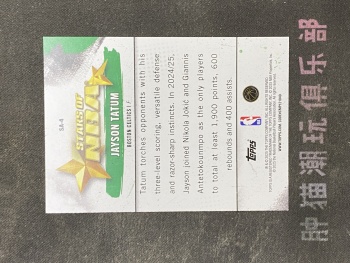 SA-4
STARS OF
NBA
JAYSON TATUM
BOSTON CELTICS | F
Tatum torches opponents with his
three-level scoring, versatile defense
and razor-sharp instincts. In 2024/25,
Jayson joined Nikola Jokić and Giannis
Antetokounmpo as the only players
to total at least 1,900 points, 600
rebounds and 400 assists.
NBA
TOPPS
熊猫潮玩俱乐部